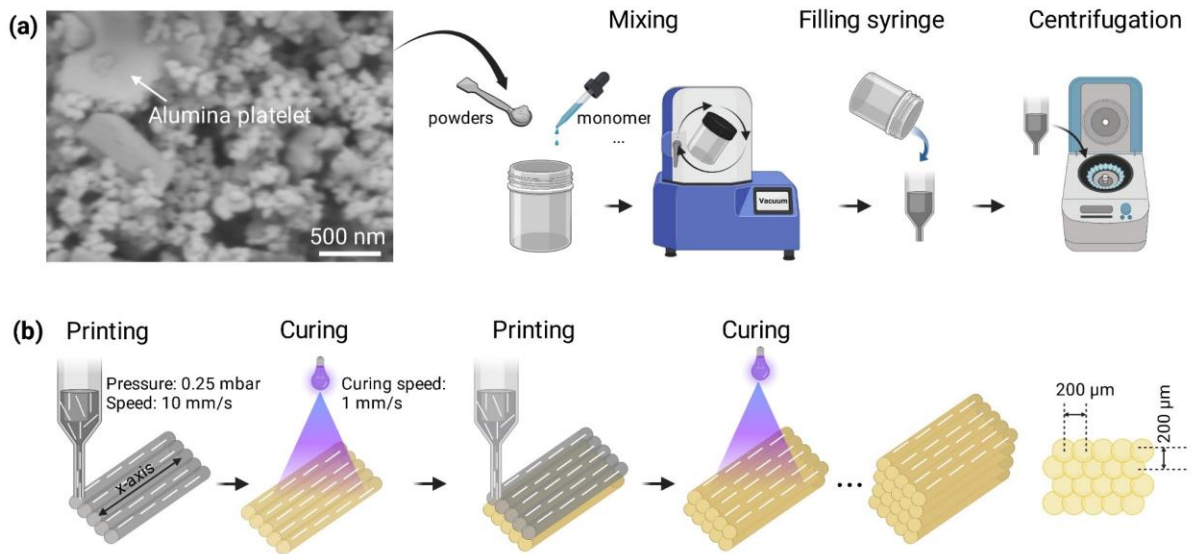 (a)
Mixing
Filling syringe
Centrifugation
Alumina platelet
500 nm
powders
monomer
...
Vacuum
(b)
Printing
Curing
Printing
Curing
Pressure: 0.25 mbar
Speed: 10 mm/s
Curing speed:
1 mm/s
x-axis
...
200 µm
200 µm